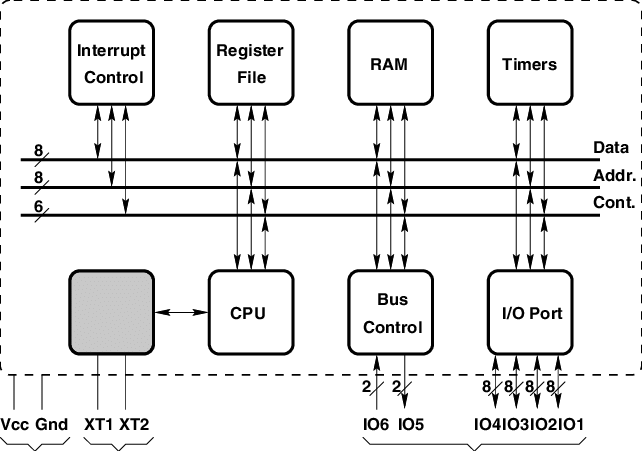 Interrupt
Control
Register
File
RAM
Timers
8
Data
8
Addr.
6
Cont.
CPU
Bus
Control
I/O Port
2
2
8
8
8
8
Vcc Gnd
XT1 XT2
IO6 IO5
IO4IO3IO2IO1